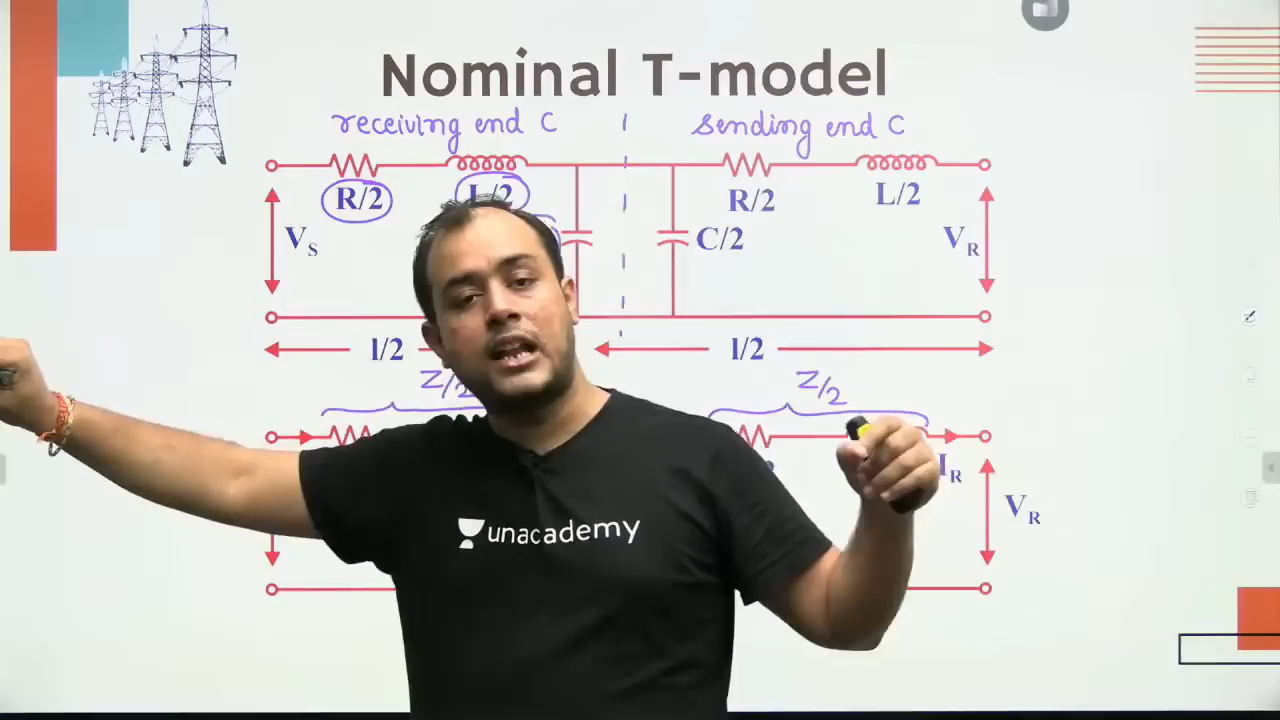 Nominal T-model
receiving end C
sending end C
R/2
L/2
R/2
L/2
V_S
C/2
V_R
l/2
l/2
Z/2
Z/2
I_R
V_R
unacademy